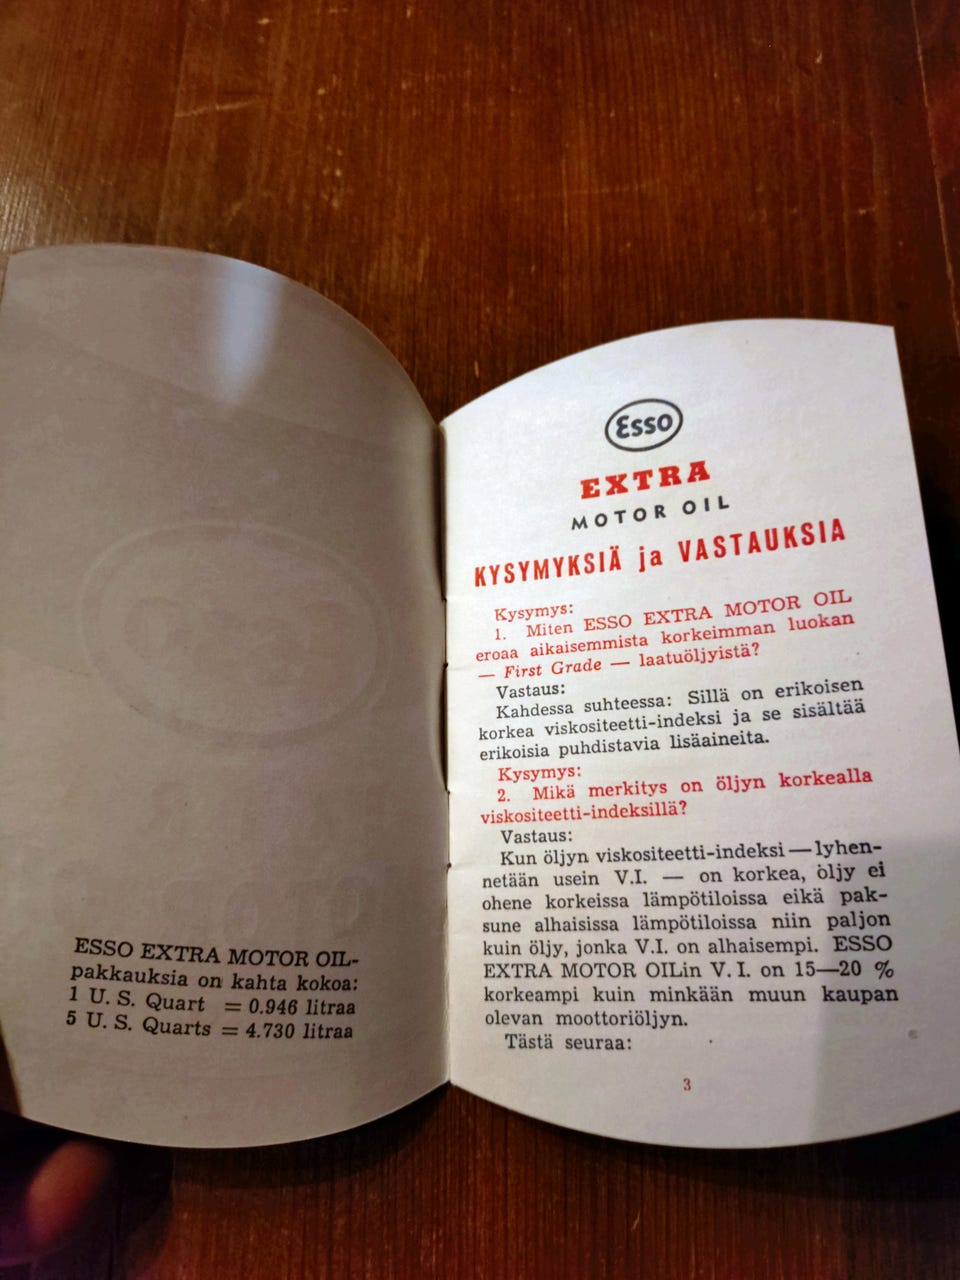 ESSO EXTRA MOTOR OIL-
pakkauksia on kahta kokoa:
1 U. S. Quart = 0.946 litraa
5 U. S. Quarts = 4.730 litraa
Esso
EXTRA
MOTOR OIL
KYSYMYKSIÄ ja VASTAUKSIA
Kysymys:
1. Miten ESSO EXTRA MOTOR OIL
eroaa aikaisemmista korkeimman luokan
— First Grade — laatuöljyistä?
Vastaus:
Kahdessa suhteessa: Sillä on erikoisen
korkea viskositeetti-indeksi ja se sisältää
erikoisia puhdistavia lisäaineita.
Kysymys:
2. Mikä merkitys on öljyn korkealla
viskositeetti-indeksillä?
Vastaus:
Kun öljyn viskositeetti-indeksi — lyhen-
netään usein V.I. — on korkea, öljy ei
ohene korkeissa lämpötiloissa eikä pak-
sune alhaisissa lämpötiloissa niin paljon
kuin öljy, jonka V.I. on alhaisempi. ESSO
EXTRA MOTOR OILin V. I. on 15—20 %
korkeampi kuin minkään muun kaupan
olevan moottoriöljyn.
Tästä seuraa:
3